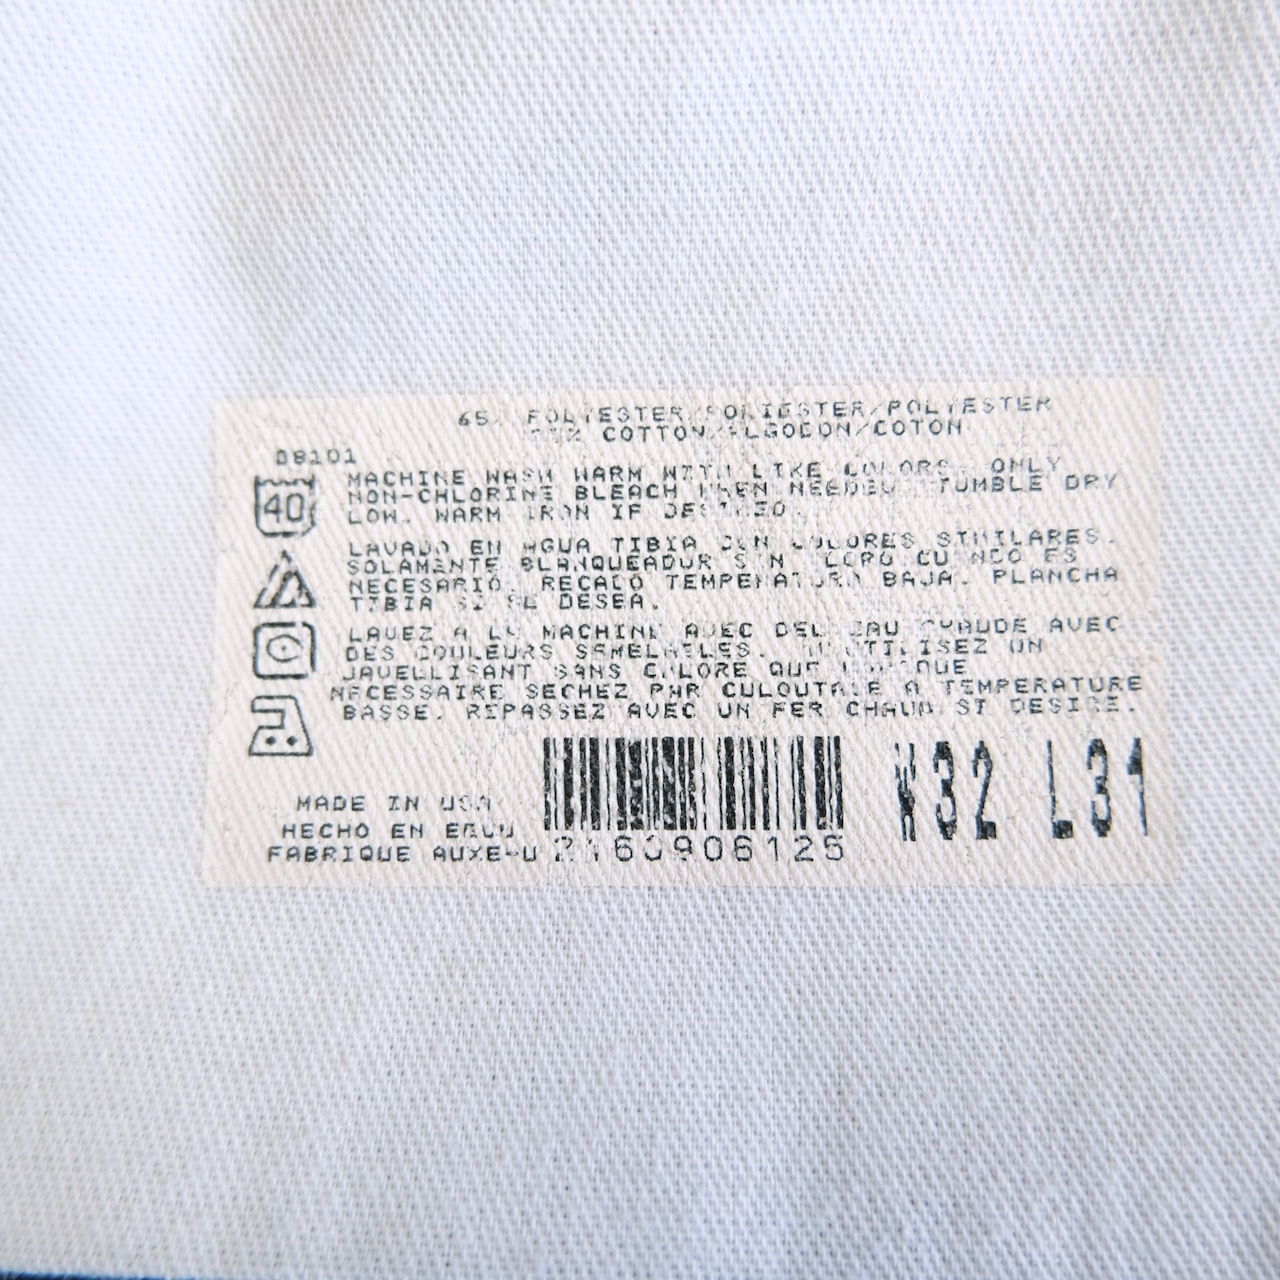 65% POLYESTER/POLIESTER/POLYESTER
COTTON/ALGODON/COTON
08101
MACHINE WASH WARM WITH LIKE COLORS. ONLY
NON-CHLORINE BLEACH WHEN NEEDED. TUMBLE DRY
LOW. WARM IRON IF DESIRED.
40
LAVADO EN AGUA TIBIA CON COLORES SIMILARES.
SOLAMENTE BLANQUEADOR SIN CLORO CUANDO ES
NECESARIO. RECADO TEMPERATURA BAJA. PLANCHA
TIBIA SI SE DESEA.
LAVEZ A LA MACHINE AVEC DEL EAU CHAUDE AVEC
DES COULEURS SEMBLABLES. UTILISEZ UN
JAVELLISANT SANS CHLORE QUE LORSQUE
NECESSAIRE SECHEZ PAR CULBUTAGE A TEMPERATURE
BASSE. REPASSEZ AVEC UN FER CHAUD SI DESIRE.
MADE IN USA
HECHO EN EEUU
FABRIQUE AUX E-U
2160906125
W32 L31